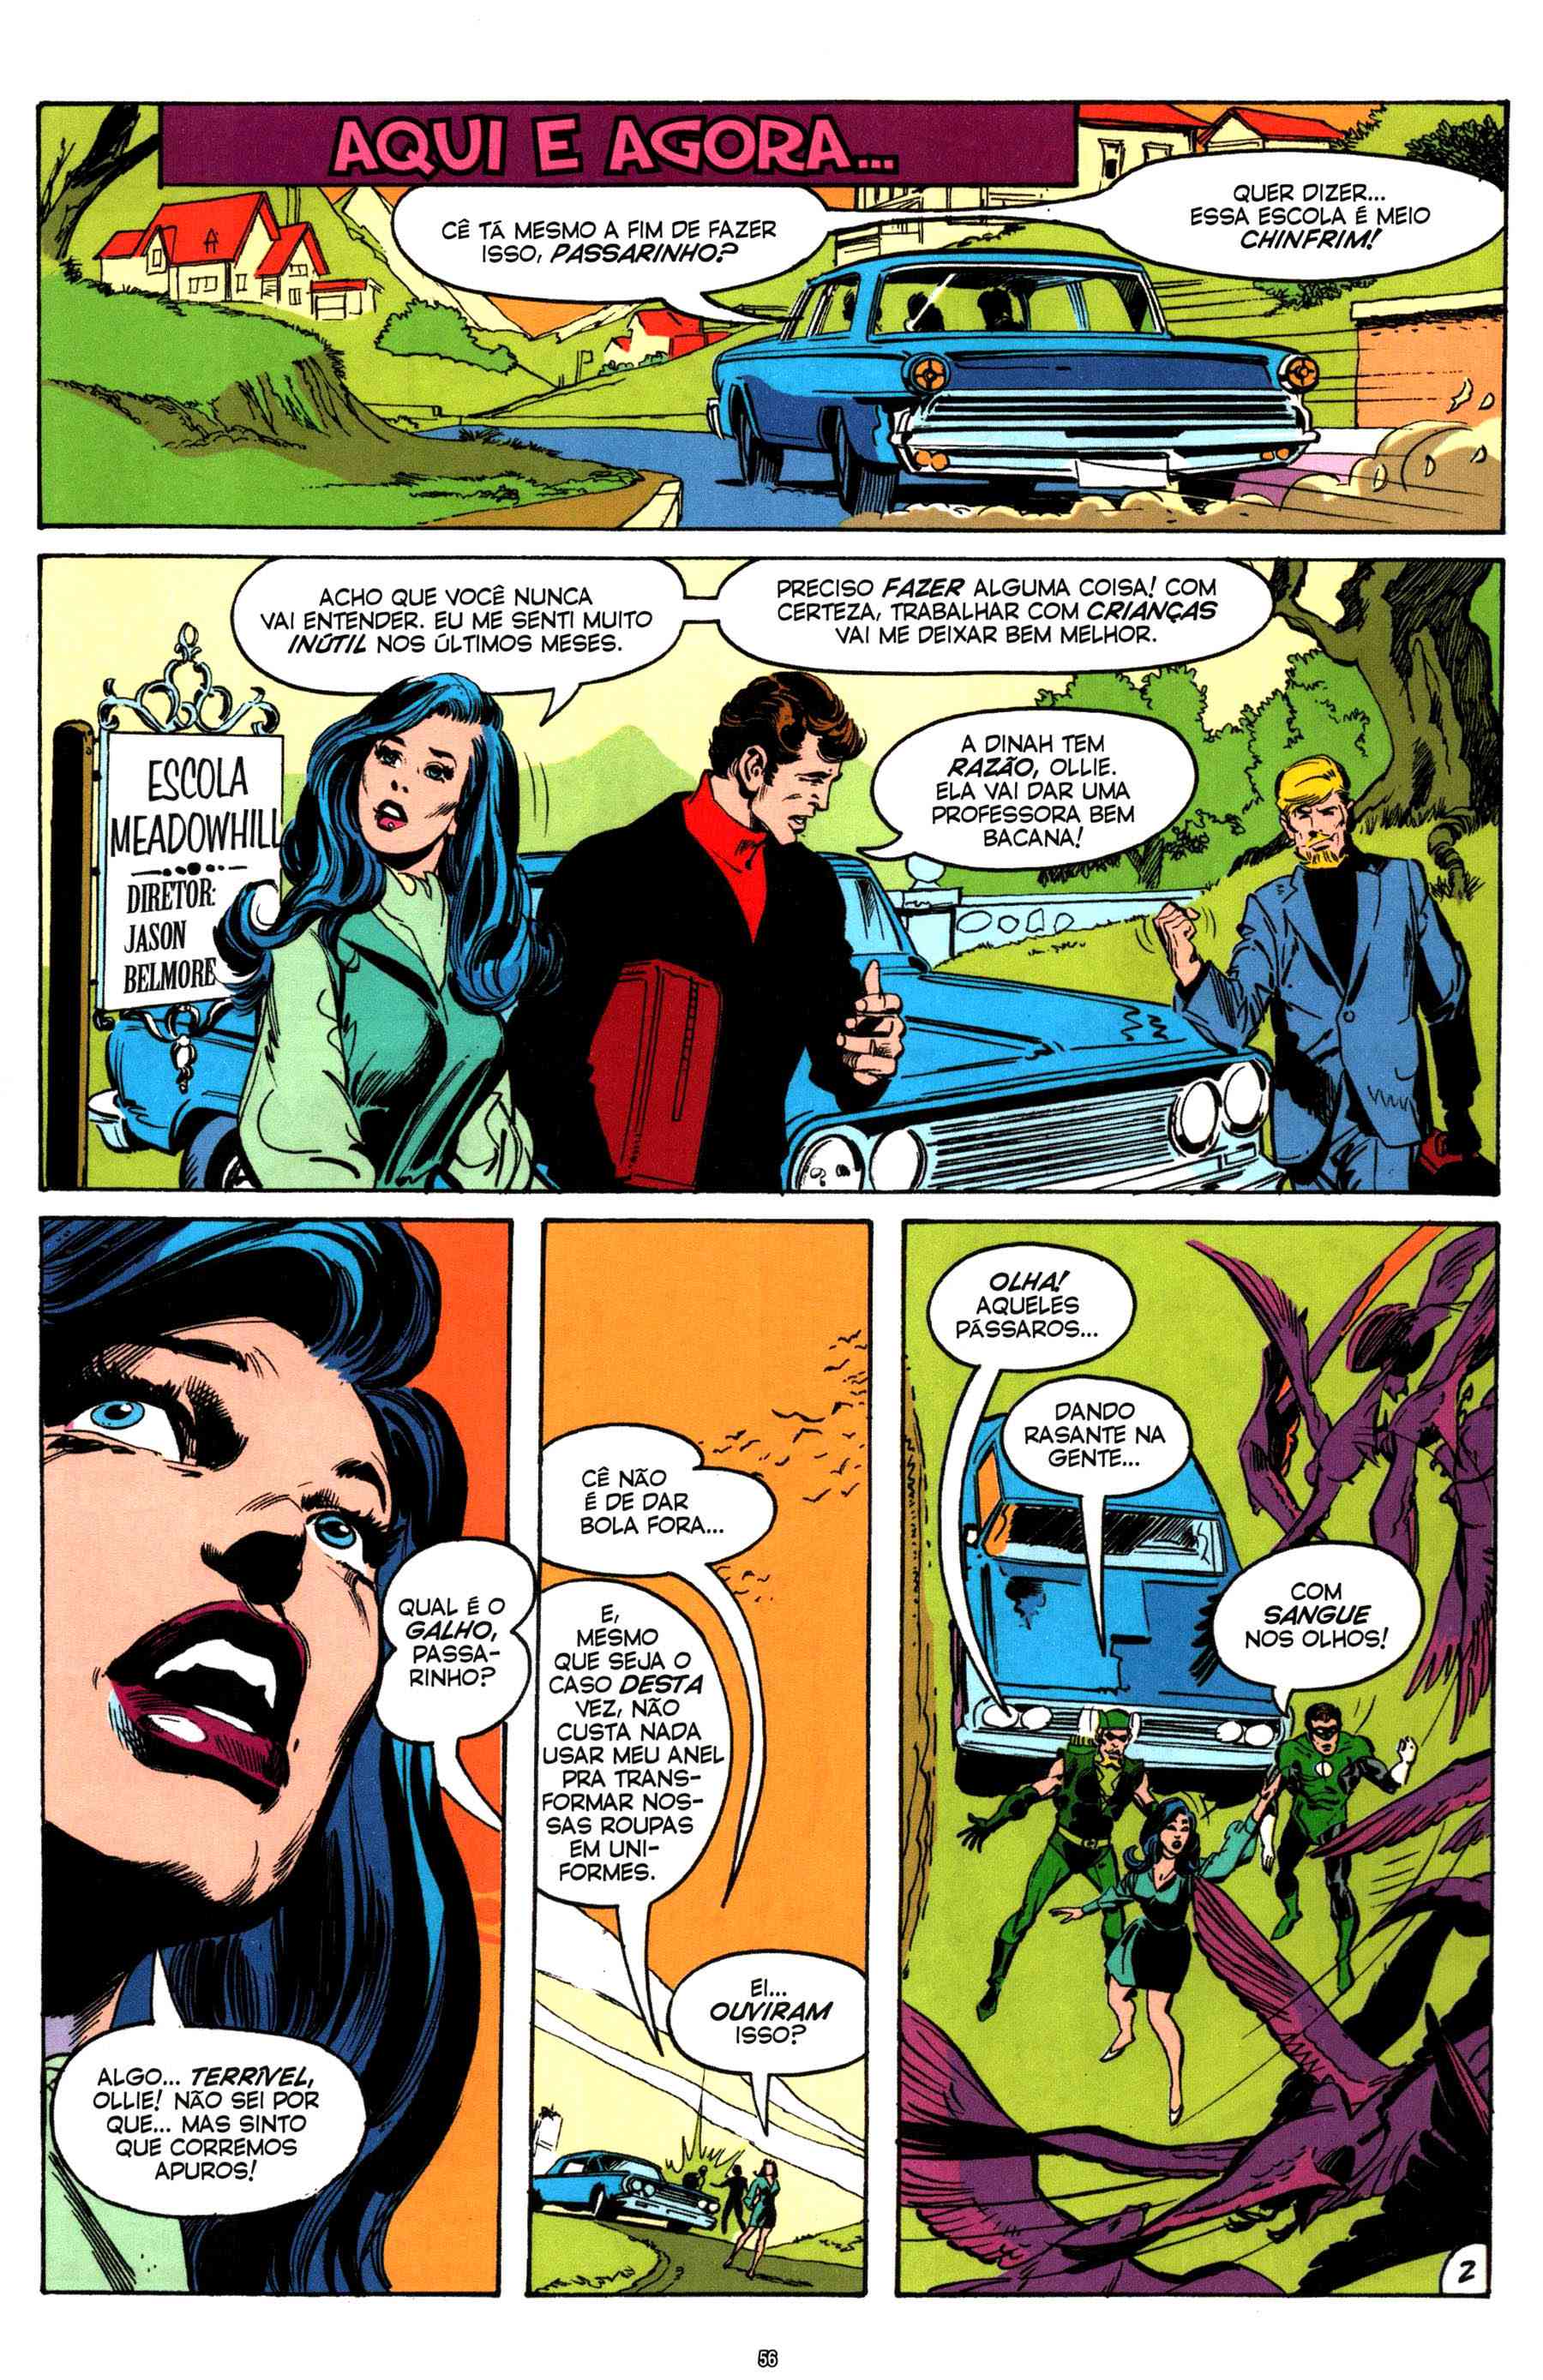 AQUI E AGORA...
CÊ TÁ MESMO A FIM DE FAZER
ISSO, PASSARINHO?
QUER DIZER...
ESSA ESCOLA É MEIO
CHINFRIM!
ACHO QUE VOCÊ NUNCA
VAI ENTENDER. EU ME SENTI MUITO
INÚTIL NOS ÚLTIMOS MESES.
PRECISO FAZER ALGUMA COISA! COM
CERTEZA, TRABALHAR COM CRIANÇAS
VAI ME DEIXAR BEM MELHOR.
ESCOLA
MEADOWHILL
DIRETOR:
JASON
BELMORE
A DINAH TEM
RAZÃO, OLLIE.
ELA VAI DAR UMA
PROFESSORA BEM
BACANA!
QUAL É O
GALHO,
PASSA-
RINHO?
ALGO... TERRÍVEL,
OLLIE! NÃO SEI POR
QUE... MAS SINTO
QUE CORREMOS
APUROS!
CÊ NÃO
É DE DAR
BOLA FORA...
E,
MESMO
QUE SEJA O
CASO DESTA
VEZ, NÃO
CUSTA NADA
USAR MEU ANEL
PRA TRANS-
FORMAR NOS-
SAS ROUPAS
EM UNI-
FORMES.
EI...
OUVIRAM
ISSO?
OLHA!
AQUELES
PÁSSAROS...
DANDO
RASANTE NA
GENTE...
COM
SANGUE
NOS OLHOS!
2
56